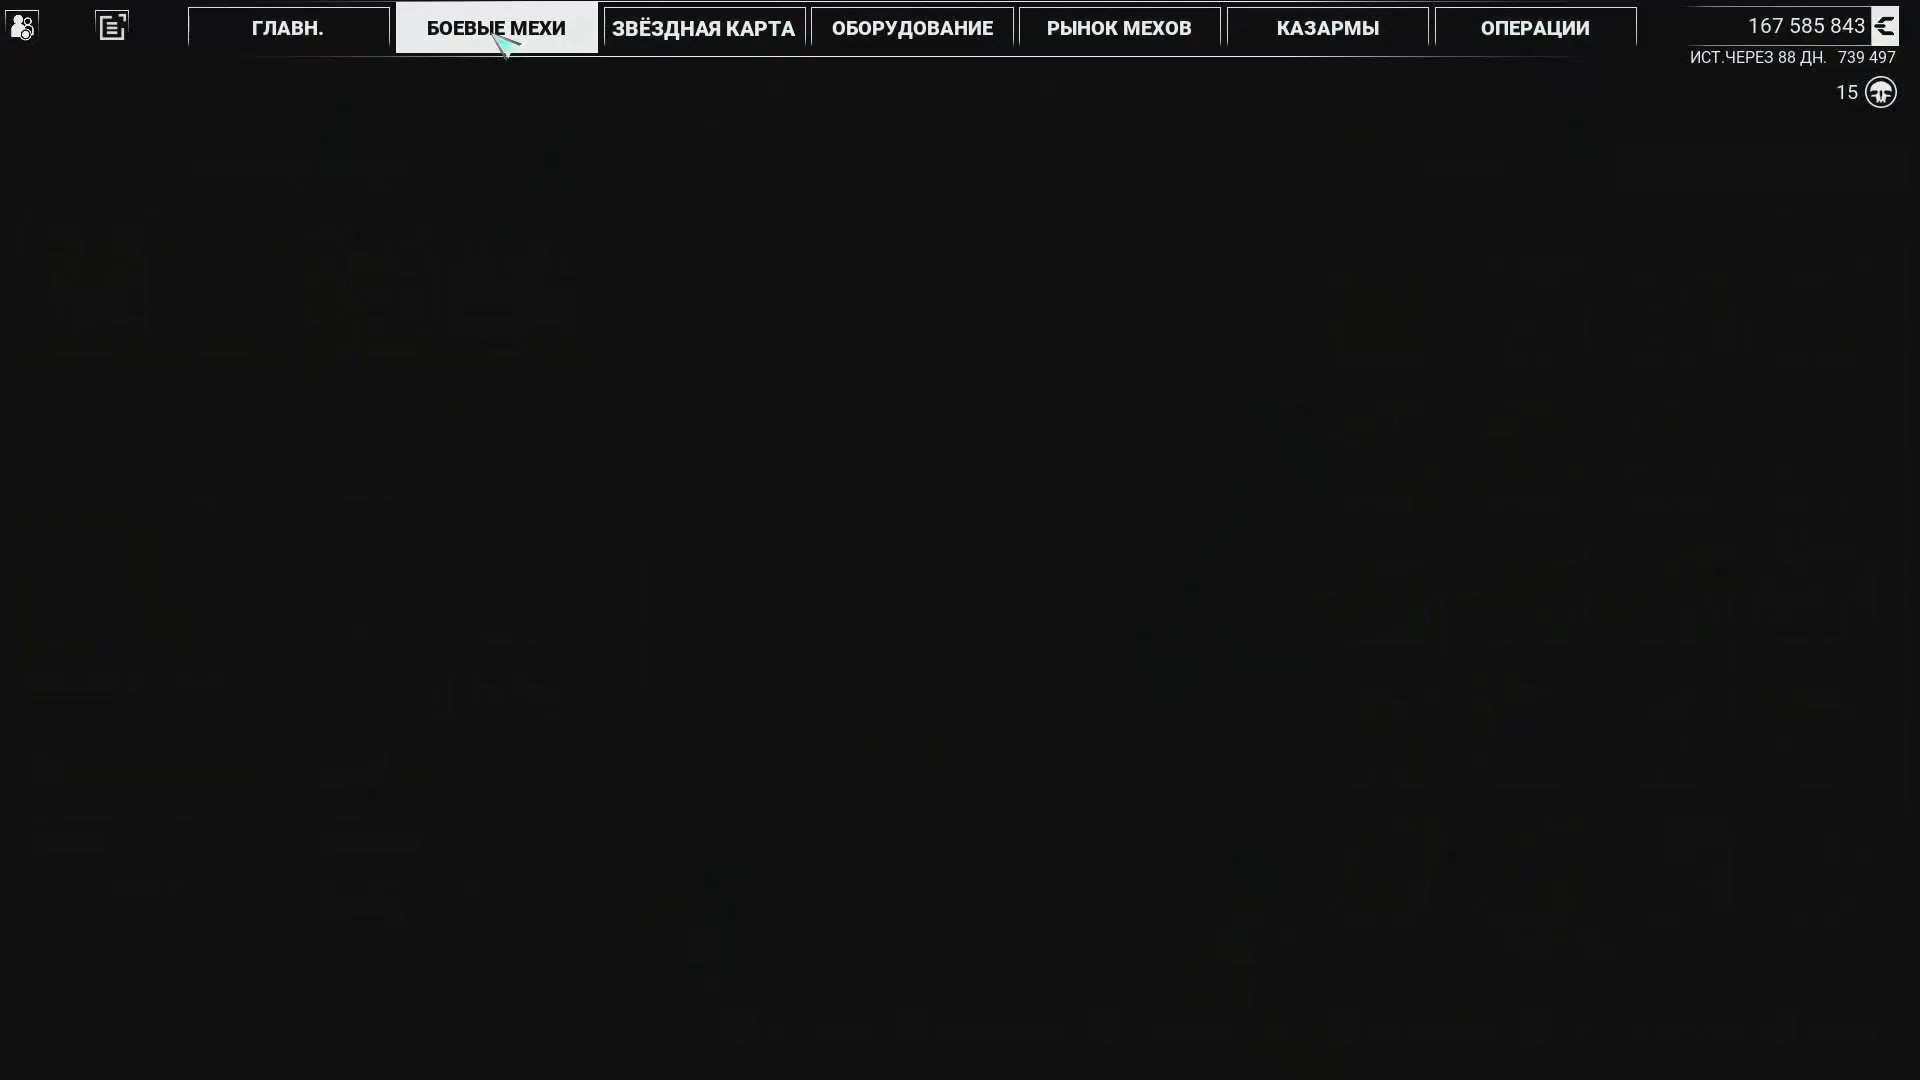 ГЛАВН.
БОЕВЫЕ МЕХИ
ЗВЁЗДНАЯ КАРТА
ОБОРУДОВАНИЕ
РЫНОК МЕХОВ
КАЗАРМЫ
ОПЕРАЦИИ
167 585 843
ИСТ.ЧЕРЕЗ 88 ДН. 739 497
15